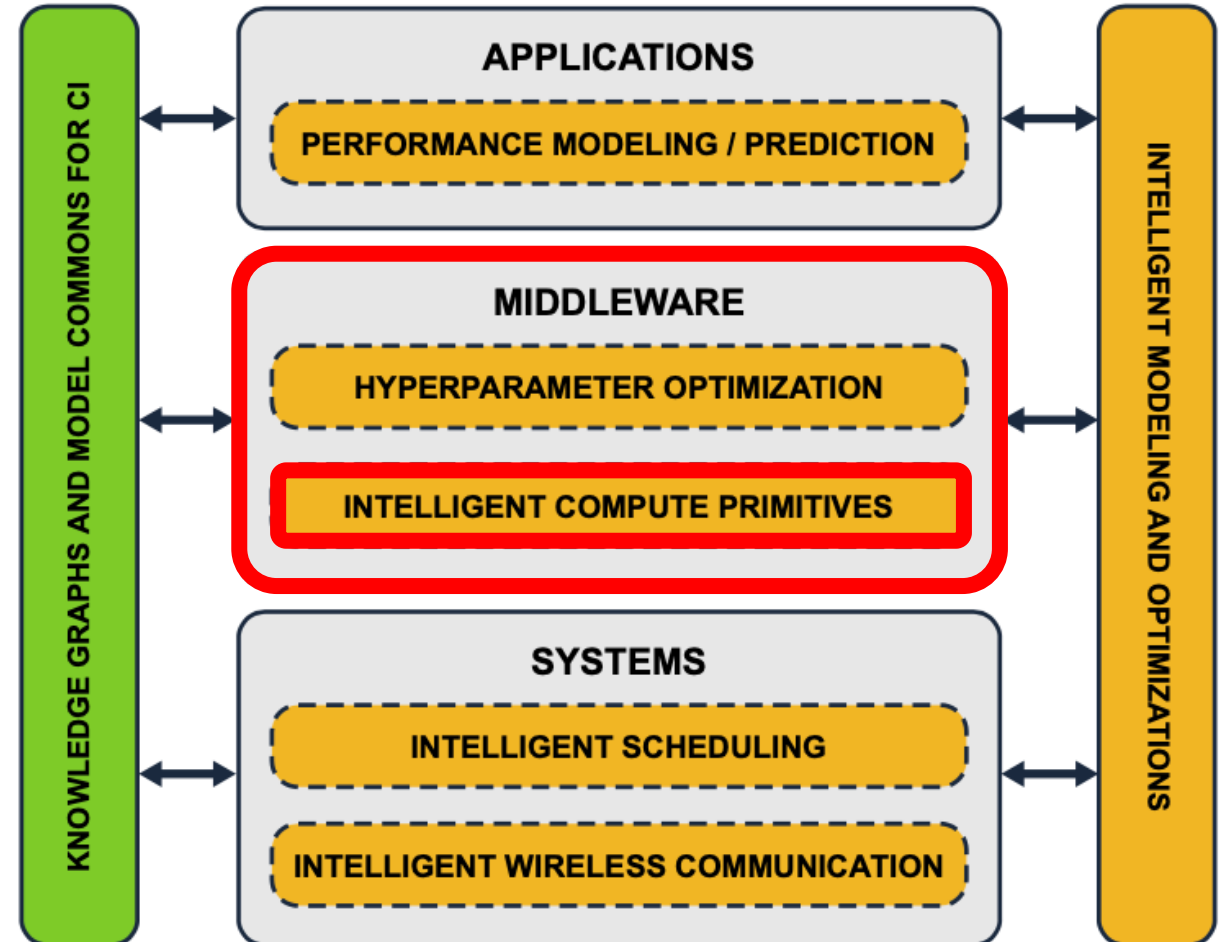 KNOWLEDGE GRAPHS AND MODEL COMMONS FOR CI
APPLICATIONS
PERFORMANCE MODELING / PREDICTION
MIDDLEWARE
HYPERPARAMETER OPTIMIZATION
INTELLIGENT COMPUTE PRIMITIVES
SYSTEMS
INTELLIGENT SCHEDULING
INTELLIGENT WIRELESS COMMUNICATION
INTELLIGENT MODELING AND OPTIMIZATIONS